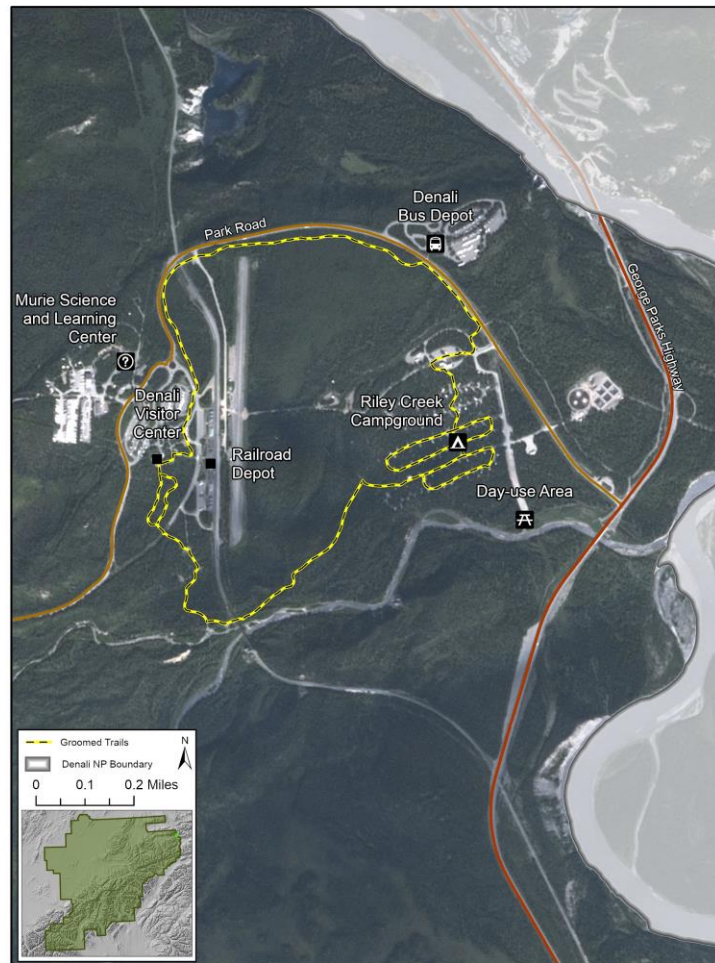 Denali
Bus Depot
Park Road
George Parks Highway
Murie Science
and Learning
Center
?
Denali
Visitor
Center
Riley Creek
Campground
Railroad
Depot
Day-use Area
Groomed Trails
N
Denali NP Boundary
0 0.1 0.2 Miles